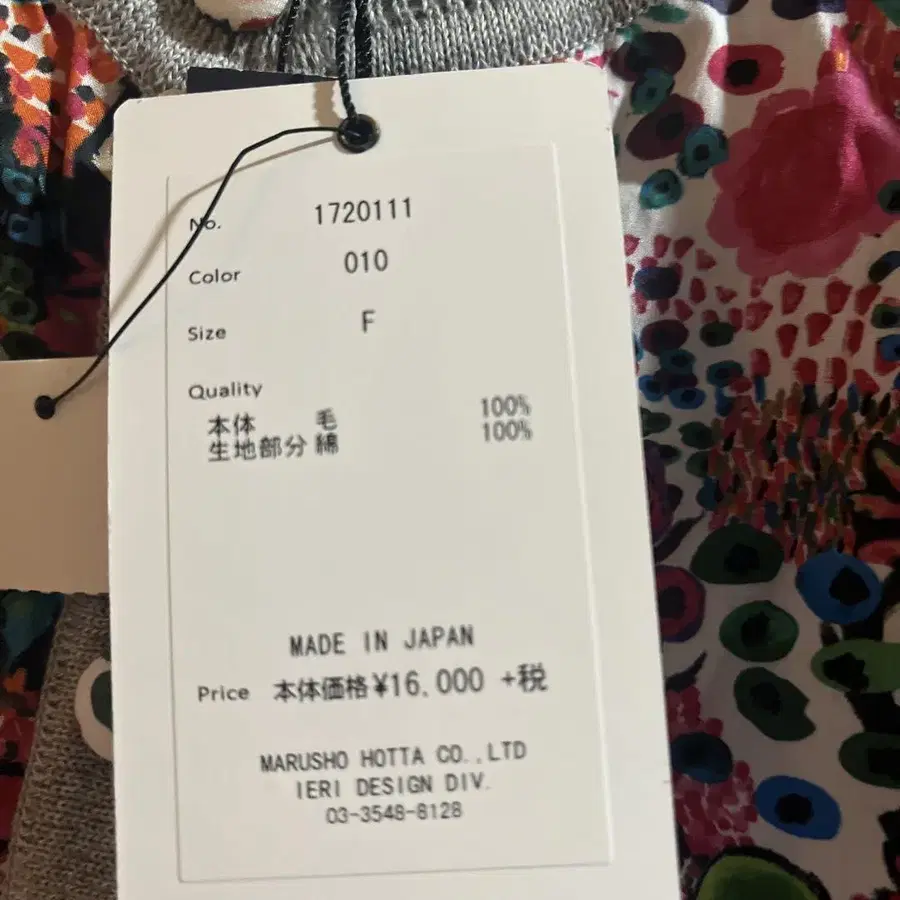 No. 1720111
Color 010
Size F
Quality
本体 毛 100%
生地部分 綿 100%
MADE IN JAPAN
Price 本体価格 ¥16,000 +税
MARUSHO HOTTA CO.,LTD
IERI DESIGN DIV.
03-3548-8128